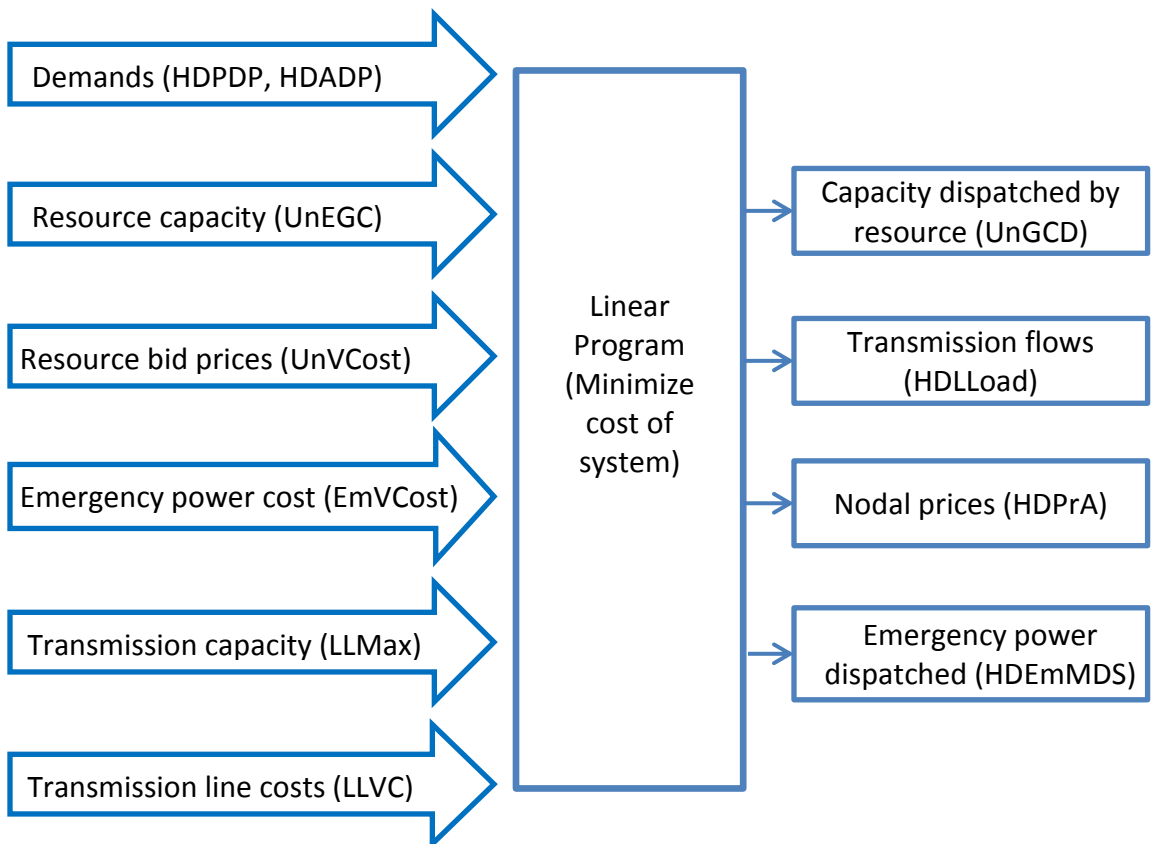 Demands (HDPDP, HDADP)
Resource capacity (UnEGC)
Resource bid prices (UnVCost)
Emergency power cost (EmVCost)
Transmission capacity (LLMax)
Transmission line costs (LLVC)
Linear
Program
(Minimize
cost of
system)
Capacity dispatched by
resource (UnGCD)
Transmission flows
(HDLLoad)
Nodal prices (HDPrA)
Emergency power
dispatched (HDEmMDS)